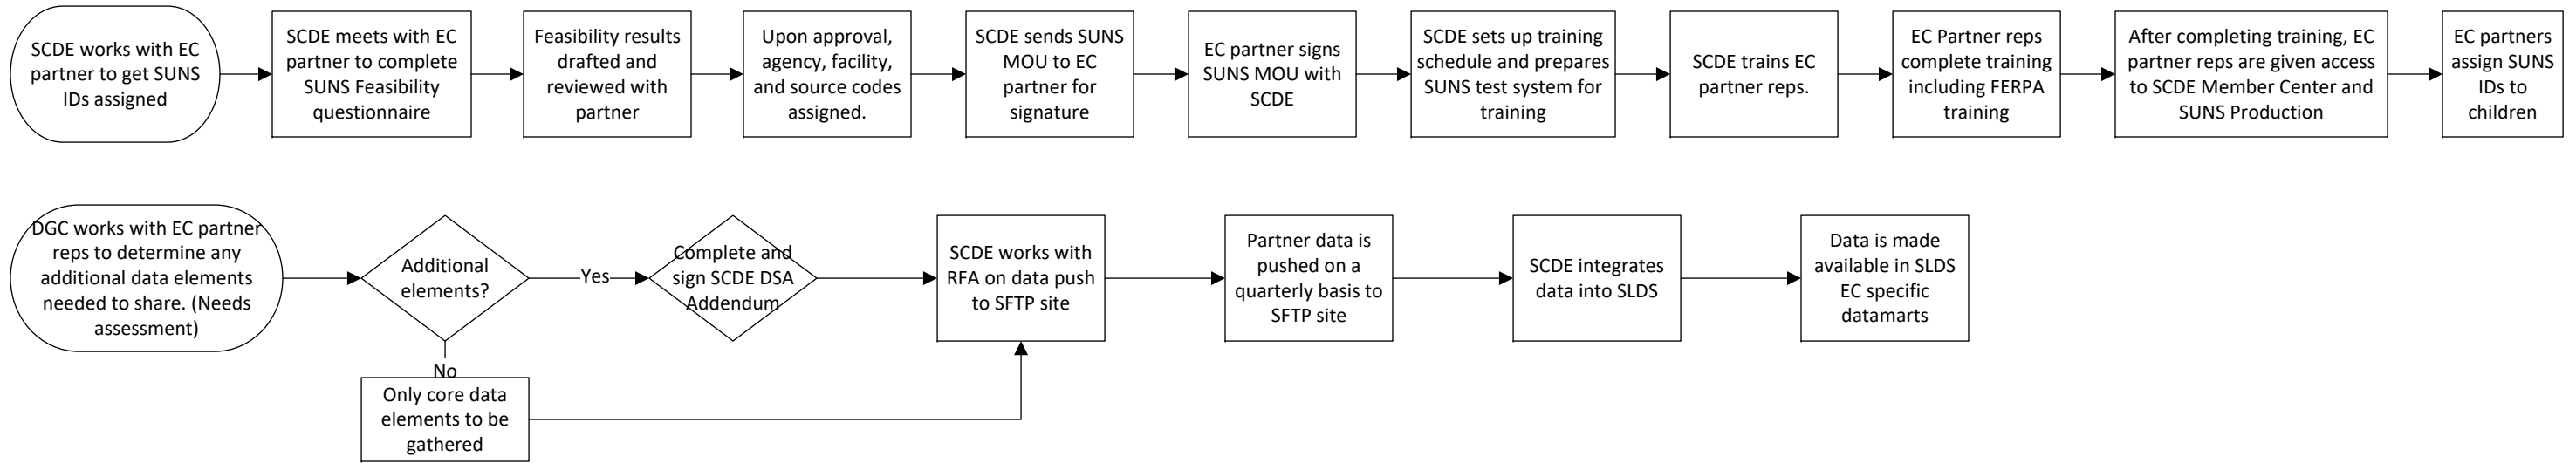 SCDE works with EC
partner to get SUNS
IDs assigned
SCDE meets with EC
partner to complete
SUNS Feasibility
questionnaire
Feasibility results
drafted and
reviewed with
partner
Upon approval,
agency, facility,
and source codes
assigned.
SCDE sends SUNS
MOU to EC
partner for
signature
EC partner signs
SUNS MOU with
SCDE
SCDE sets up training
schedule and prepares
SUNS test system for
training
SCDE trains EC
partner reps.
EC Partner reps
complete training
including FERPA
training
After completing training, EC
partner reps are given access
to SCDE Member Center and
SUNS Production
EC partners
assign SUNS
IDs to
children
DGC works with EC partner
reps to determine any
additional data elements
needed to share. (Needs
assessment)
Additional
elements?
Yes
Complete and
sign SCDE DSA
Addendum
SCDE works with
RFA on data push
to SFTP site
Partner data is
pushed on a
quarterly basis to
SFTP site
SCDE integrates
data into SLDS
Data is made
available in SLDS
EC specific
datamarts
No
Only core data
elements to be
gathered